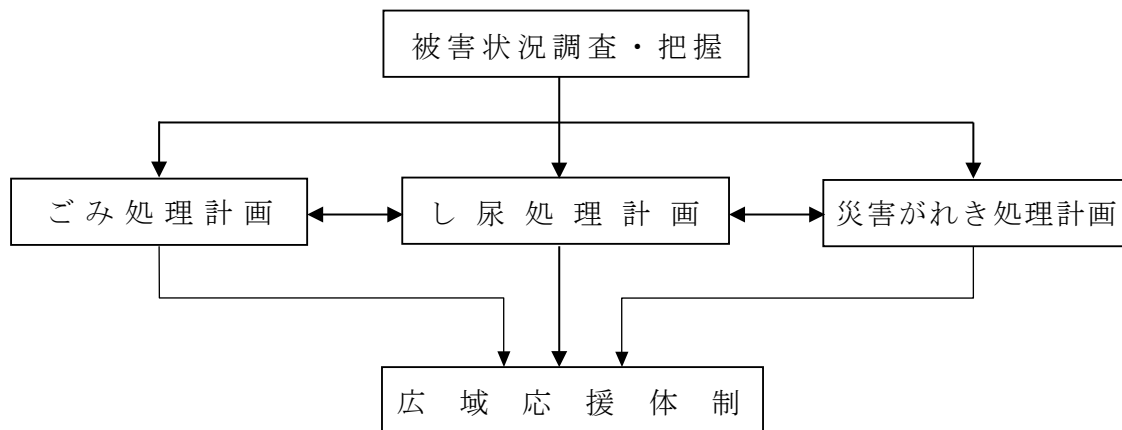 被害状況調査・把握
ごみ処理計画
し尿処理計画
災害がれき処理計画
広域応援体制